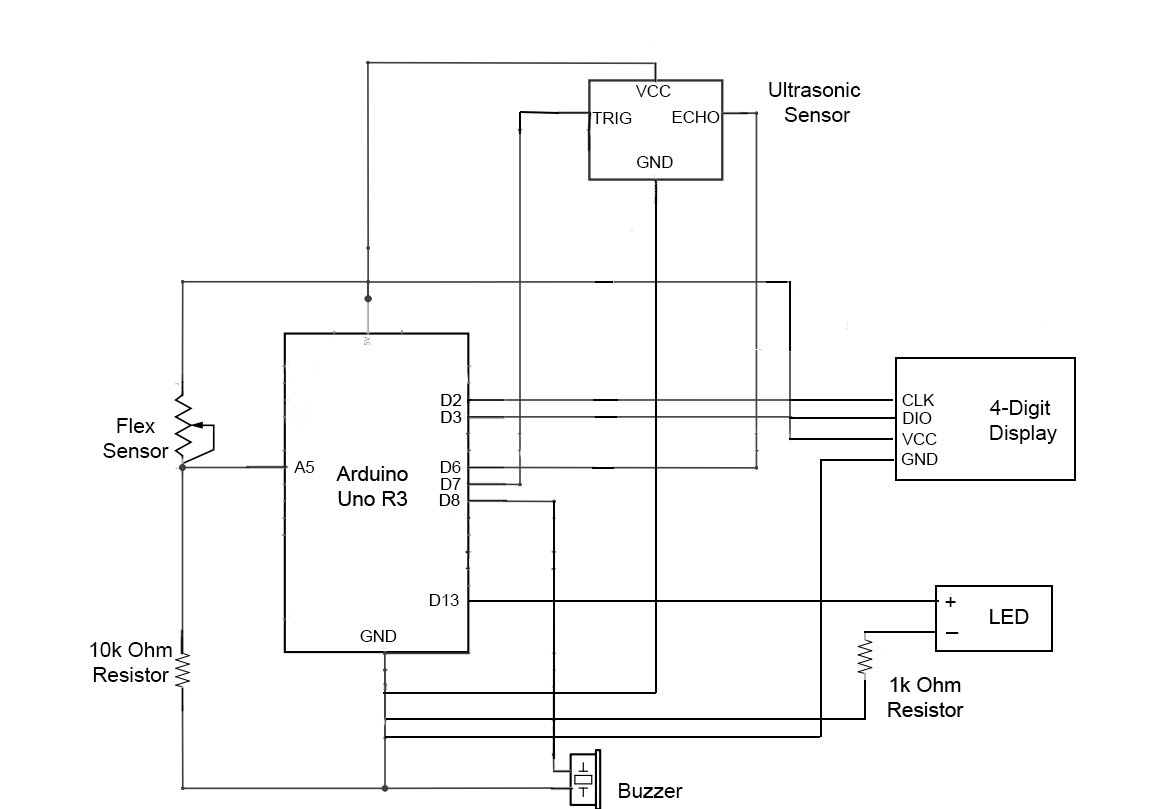 VCC
TRIG
ECHO
GND
Ultrasonic
Sensor
5V
Flex
Sensor
A5
Arduino
Uno R3
D2
D3
D6
D7
D8
D13
GND
CLK
DIO
VCC
GND
4-Digit
Display
+
LED
−
10k Ohm
Resistor
1k Ohm
Resistor
Buzzer